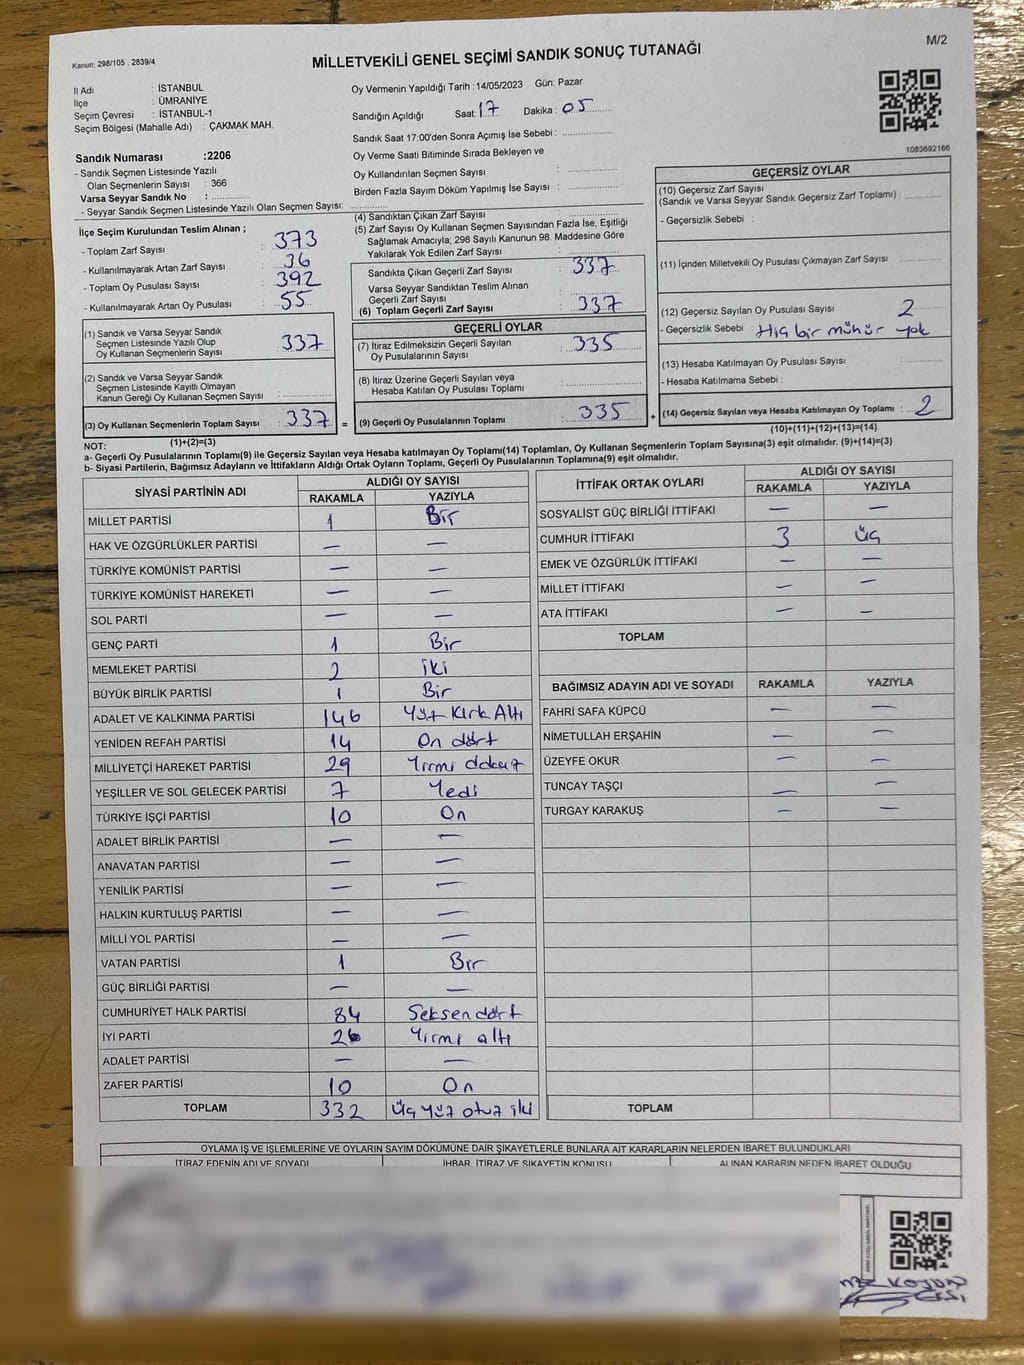 Kanun: 298/105 , 2839/4
MİLLETVEKİLİ GENEL SEÇİMİ SANDIK SONUÇ TUTANAĞI
M/2
İl Adı : İSTANBUL
İlçe : ÜMRANİYE
Seçim Çevresi : İSTANBUL-1
Seçim Bölgesi (Mahalle Adı) : ÇAKMAK MAH.
Sandık Numarası :2206
- Sandık Seçmen Listesinde Yazılı
Olan Seçmenlerin Sayısı : 366
Varsa Seyyar Sandık No :
- Seyyar Sandık Seçmen Listesinde Yazılı Olan Seçmen Sayısı:
Oy Vermenin Yapıldığı Tarih :14/05/2023 Gün: Pazar
Sandığın Açıldığı Saat: 17 Dakika : 05
Sandık Saat 17:00'den Sonra Açımış İse Sebebi :
Oy Verme Saati Bitiminde Sırada Bekleyen ve
Oy Kullandırılan Seçmen Sayısı :
Birden Fazla Sayım Döküm Yapılmış İse Sayısı :
1083692166
İlçe Seçim Kurulundan Teslim Alınan ;
- Toplam Zarf Sayısı : 373
- Kullanılmayarak Artan Zarf Sayısı : 36
- Toplam Oy Pusulası Sayısı : 392
- Kullanılmayarak Artan Oy Pusulası : 55
(1) Sandık ve Varsa Seyyar Sandık
Seçmen Listesinde Yazılı Olup
Oy Kullanan Seçmenlerin Sayısı : 337
(2) Sandık ve Varsa Seyyar Sandık
Seçmen Listesinde Kayıtlı Olmayan
Kanun Gereği Oy Kullanan Seçmen Sayısı :
(3) Oy Kullanan Seçmenlerin Toplam Sayısı : 337 =
(1)+(2)=(3)
(4) Sandıktan Çıkan Zarf Sayısı :
(5) Zarf Sayısı Oy Kullanan Seçmen Sayısından Fazla İse, Eşitliği
Sağlamak Amacıyla; 298 Sayılı Kanunun 98. Maddesine Göre
Yakılarak Yok Edilen Zarf Sayısı :
Sandıkta Çıkan Geçerli Zarf Sayısı : 337
Varsa Seyyar Sandıktan Teslim Alınan
Geçerli Zarf Sayısı :
(6) Toplam Geçerli Zarf Sayısı : 337
GEÇERLİ OYLAR
(7) İtiraz Edilmeksizin Geçerli Sayılan
Oy Pusulalarının Sayısı : 335
(8) İtiraz Üzerine Geçerli Sayılan veya
Hesaba Katılan Oy Pusulası Toplamı :
(9) Geçerli Oy Pusulalarının Toplamı : 335 +
GEÇERSİZ OYLAR
(10) Geçersiz Zarf Sayısı
(Sandık ve Varsa Seyyar Sandık Geçersiz Zarf Toplamı) :
- Geçersizlik Sebebi :
(11) İçinden Milletvekili Oy Pusulası Çıkmayan Zarf Sayısı :
(12) Geçersiz Sayılan Oy Pusulası Sayısı : 2
- Geçersizlik Sebebi : Hiç bir mühür yok
(13) Hesaba Katılmayan Oy Pusulası Sayısı :
- Hesaba Katılmama Sebebi :
(14) Geçersiz Sayılan veya Hesaba Katılmayan Oy Toplamı : 2
(10)+(11)+(12)+(13)=(14)
NOT:
a- Geçerli Oy Pusulalarının Toplamı(9) ile Geçersiz Sayılan veya Hesaba katılmayan Oy Toplamı(14) Toplamları, Oy Kullanan Seçmenlerin Toplam Sayısına(3) eşit olmalıdır. (9)+(14)=(3)
b- Siyasi Partilerin, Bağımsız Adayların ve İttifakların Aldığı Ortak Oyların Toplamı, Geçerli Oy Pusulalarının Toplamına(9) eşit olmalıdır.
SİYASİ PARTİNİN ADI ALDIĞI OY SAYISI
RAKAMLA YAZIYLA
MİLLET PARTİSİ 1 Bir
HAK VE ÖZGÜRLÜKLER PARTİSİ — —
TÜRKİYE KOMÜNİST PARTİSİ — —
TÜRKİYE KOMÜNİST HAREKETİ — —
SOL PARTİ — —
GENÇ PARTİ 1 Bir
MEMLEKET PARTİSİ 2 iki
BÜYÜK BİRLİK PARTİSİ 1 Bir
ADALET VE KALKINMA PARTİSİ 146 Yüz Kırk Altı
YENİDEN REFAH PARTİSİ 14 On dört
MİLLİYETÇİ HAREKET PARTİSİ 29 Yirmi dokuz
YEŞİLLER VE SOL GELECEK PARTİSİ 7 Yedi
TÜRKİYE İŞÇİ PARTİSİ 10 On
ADALET BİRLİK PARTİSİ — —
ANAVATAN PARTİSİ — —
YENİLİK PARTİSİ — —
HALKIN KURTULUŞ PARTİSİ — —
MİLLİ YOL PARTİSİ — —
VATAN PARTİSİ 1 Bir
GÜÇ BİRLİĞİ PARTİSİ — —
CUMHURİYET HALK PARTİSİ 84 Seksen dört
İYİ PARTİ 26 Yirmi altı
ADALET PARTİSİ — —
ZAFER PARTİSİ 10 On
TOPLAM 332 üç yüz otuz iki
İTTİFAK ORTAK OYLARI ALDIĞI OY SAYISI
RAKAMLA YAZIYLA
SOSYALİST GÜÇ BİRLİĞİ İTTİFAKI — —
CUMHUR İTTİFAKI 3 üç
EMEK VE ÖZGÜRLÜK İTTİFAKI — —
MİLLET İTTİFAKI — —
ATA İTTİFAKI — —
TOPLAM
BAĞIMSIZ ADAYIN ADI VE SOYADI RAKAMLA YAZIYLA
FAHRİ SAFA KÜPCÜ — —
NİMETULLAH ERŞAHİN — —
ÜZEYFE OKUR — —
TUNCAY TAŞÇI — —
TURGAY KARAKUŞ — —
TOPLAM
OYLAMA İŞ VE İŞLEMLERİNE VE OYLARIN SAYIM DÖKÜMÜNE DAİR ŞİKAYETLERLE BUNLARA AİT KARARLARIN NELERDEN İBARET BULUNDUKLARI
İTİRAZ EDENİN ADI VE SOYADI İHBAR, İTİRAZ VE ŞİKAYETİN KONUSU ALINAN KARARIN NEDEN İBARET OLDUĞU